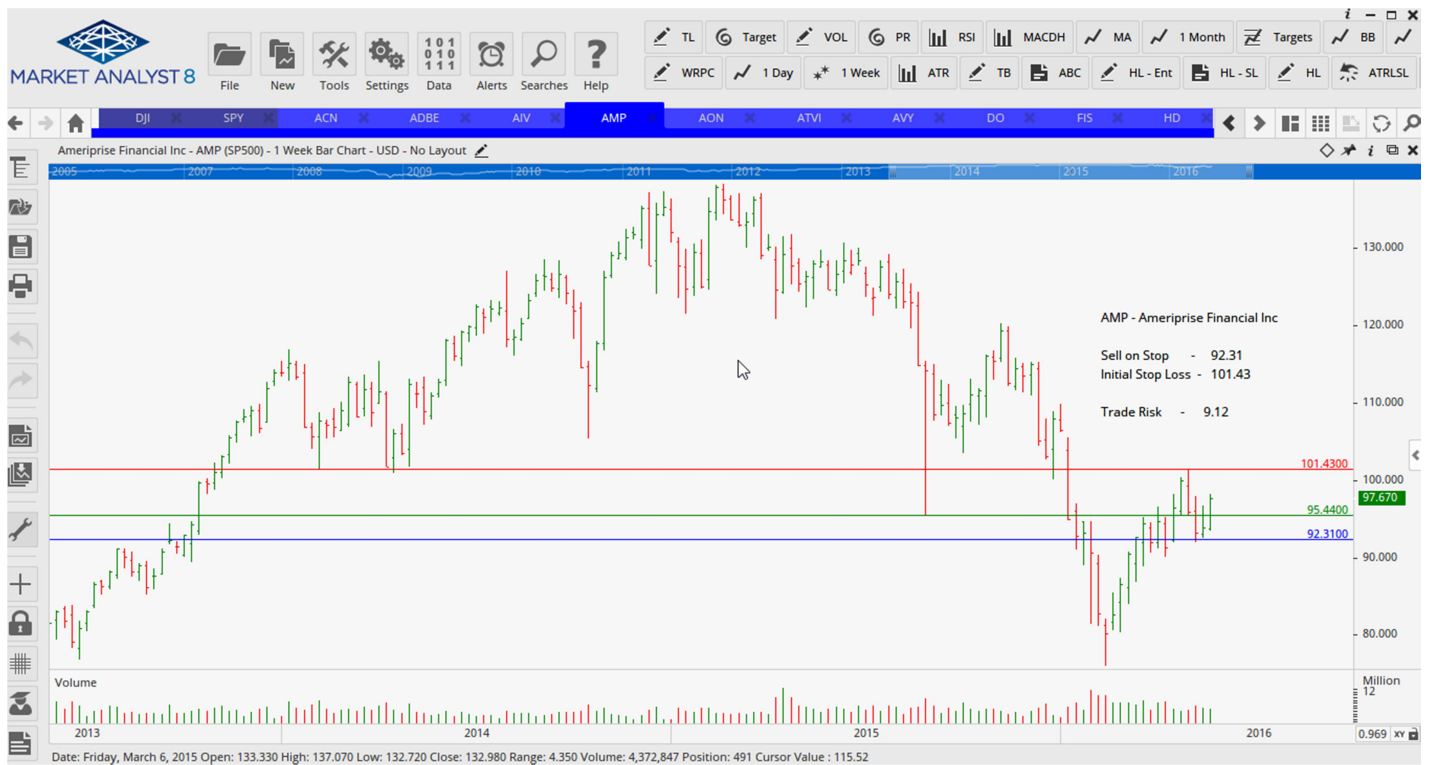 i
TL Target VOL PR RSI MACDH MA 1 Month Targets BB
WRPC 1 Day 1 Week ATR TB ABC HL - Ent HL - SL HL ATRLSL
MARKET ANALYST 8
101
010
111
?
File New Tools Settings Data Alerts Searches Help
DJI SPY ACN ADBE AIV AMP AON ATVI AVY DO FIS HD
Ameriprise Financial Inc - AMP (SP500) - 1 Week Bar Chart - USD - No Layout
i
2005 2007 2008 2009 2010 2011 2012 2013 2014 2015 2016
130.000
120.000
110.000
100.000
97.670
90.000
80.000
AMP - Ameriprise Financial Inc
Sell on Stop - 92.31
Initial Stop Loss - 101.43
Trade Risk - 9.12
101.4300
95.4400
92.3100
Volume
Million
12
2013 2014 2015 2016
0.969 XY
Date: Friday, March 6, 2015 Open: 133.330 High: 137.070 Low: 132.720 Close: 132.980 Range: 4.350 Volume: 4,372,847 Position: 491 Cursor Value : 115.52